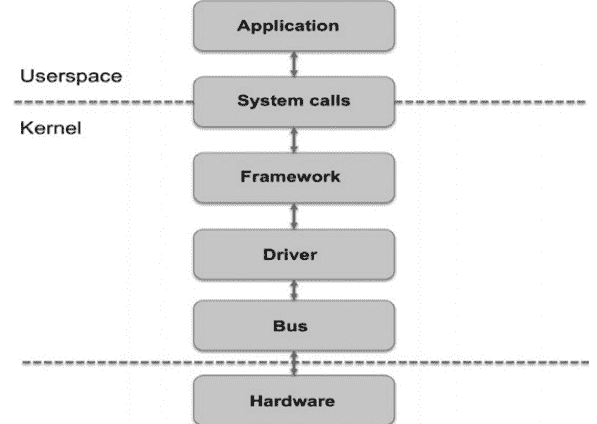 Application
Userspace
System calls
Kernel
Framework
Driver
Bus
Hardware